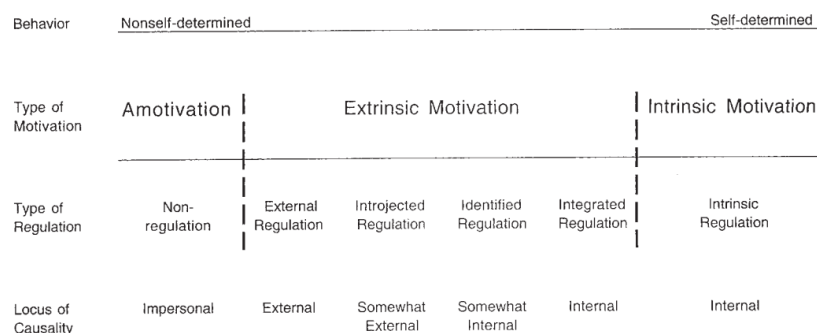 Behavior Nonself-determined Self-determined
Type of Motivation Amotivation Extrinsic Motivation Intrinsic Motivation
Type of Non- External Introjected Identified Integrated Intrinsic
Regulation regulation Regulation Regulation Regulation Regulation Regulation
Locus of Impersonal External Somewhat Somewhat Internal Internal
Causality External Internal